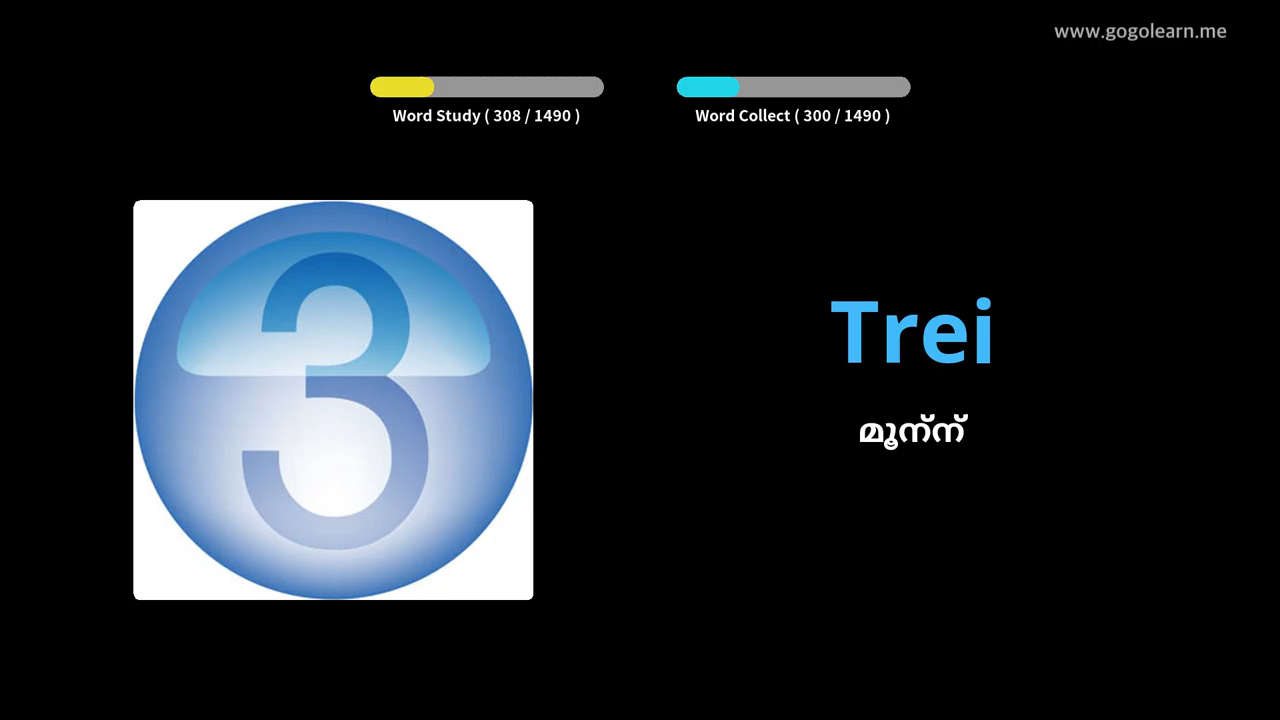 www.gogolearn.me
Word Study ( 308 / 1490 )
Word Collect ( 300 / 1490 )
3
Trei
മൂന്ന്